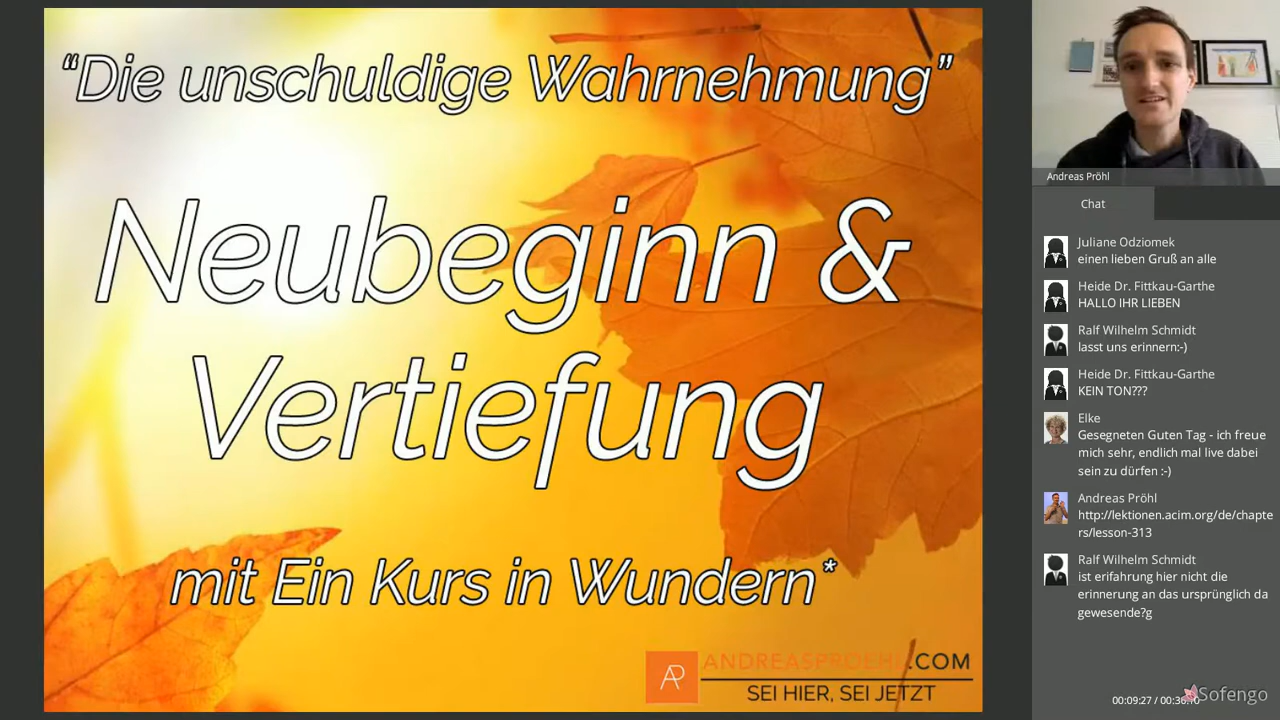 “Die unschuldige Wahrnehmung”
Neubeginn &
Vertiefung
mit Ein Kurs in Wundern*
AP
ANDREASPROEHL.COM
SEI HIER, SEI JETZT
Andreas Pröhl
Chat
Juliane Odziomek
einen lieben Gruß an alle
Heide Dr. Fittkau-Garthe
HALLO IHR LIEBEN
Ralf Wilhelm Schmidt
lasst uns erinnern:-)
Heide Dr. Fittkau-Garthe
KEIN TON???
Elke
Gesegneten Guten Tag - ich freue
mich sehr, endlich mal live dabei
sein zu dürfen :-)
Andreas Pröhl
http://lektionen.acim.org/de/chapte
rs/lesson-313
Ralf Wilhelm Schmidt
ist erifahrung hier nicht die
erinnerung an das ursprünglich da
gewesende?g
00:09:27 /
Sofengo